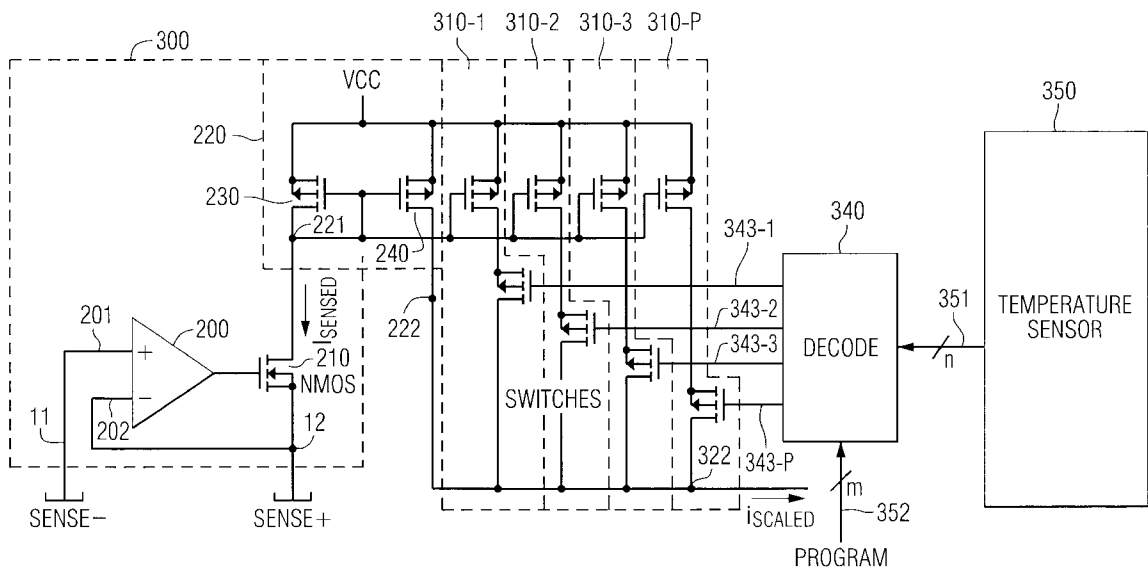 310-1
310-2
310-3
310-P
300
VCC
350
220
230
221
240
340
343-1
ISENSED
222
343-2
351
TEMPERATURE
SENSOR
201
200
210
NMOS
343-3
DECODE
n
+
−
202
SWITCHES
11
12
343-P
322
m
SENSE−
SENSE+
iSCALED
352
PROGRAM